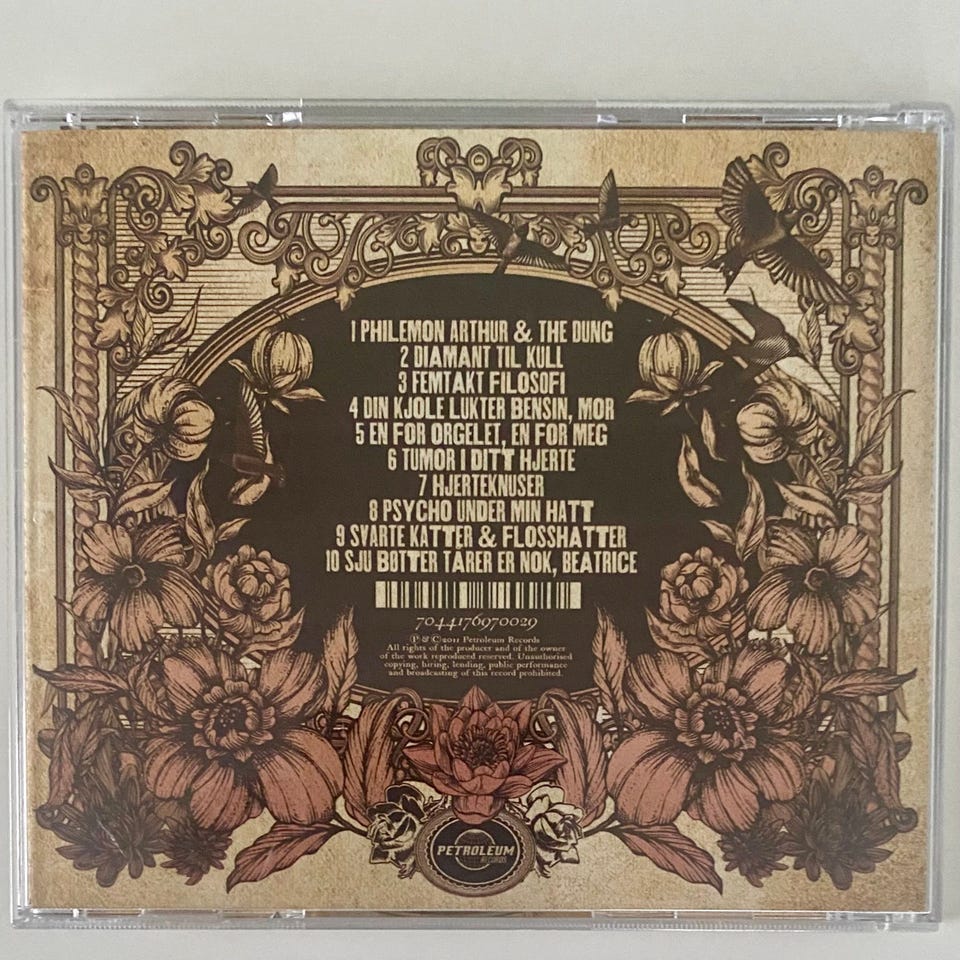 1 PHILEMON ARTHUR & THE DUNG
2 DIAMANT TIL KULL
3 FEMTAKT FILOSOFI
4 DIN KJOLE LUKTER BENSIN, MOR
5 EN FOR ORGELET, EN FOR MEG
6 TUMOR I DITT HJERTE
7 HJERTEKNUSER
8 PSYCHO UNDER MIN HATT
9 SVARTE KATTER & FLOSSHATTER
10 SJU BØTTER TÅRER ER NOK, BEATRICE
7044176970029
Ⓟ & © 2011 Petroleum Records
All rights of the producer and of the owner
of the work reproduced reserved. Unauthorised
copying, hiring, lending, public performance
and broadcasting of this record prohibited.
PETROLEUM
RECORDS